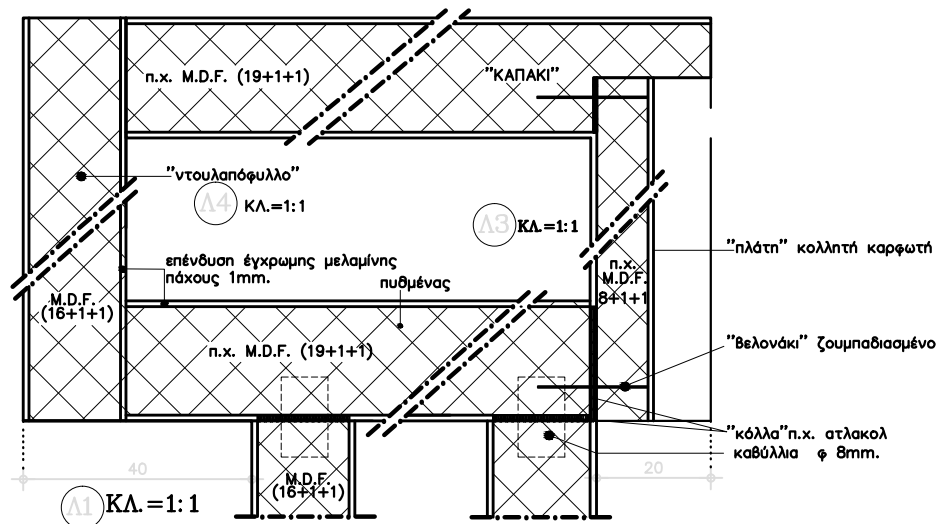 π.χ. M.D.F. (19+1+1)
"ΚΑΠΑΚΙ"
"ντουλαπόφυλλο"
Λ4 ΚΛ.=1:1
Λ3 ΚΛ.=1:1
"πλάτη" κολλητή καρφωτή
επένδυση έγχρωμης μελαμίνης
πάχους 1mm.
πυθμένας
π.χ.
M.D.F.
8+1+1
M.D.F.
(16+1+1)
π.χ. M.D.F. (19+1+1)
"βελονάκι" ζουμπαδιασμένο
"κόλλα"π.χ. ατλακολ
καβύλλια φ 8mm.
40
20
M.D.F.
(16+1+1)
Λ1 ΚΛ.=1:1